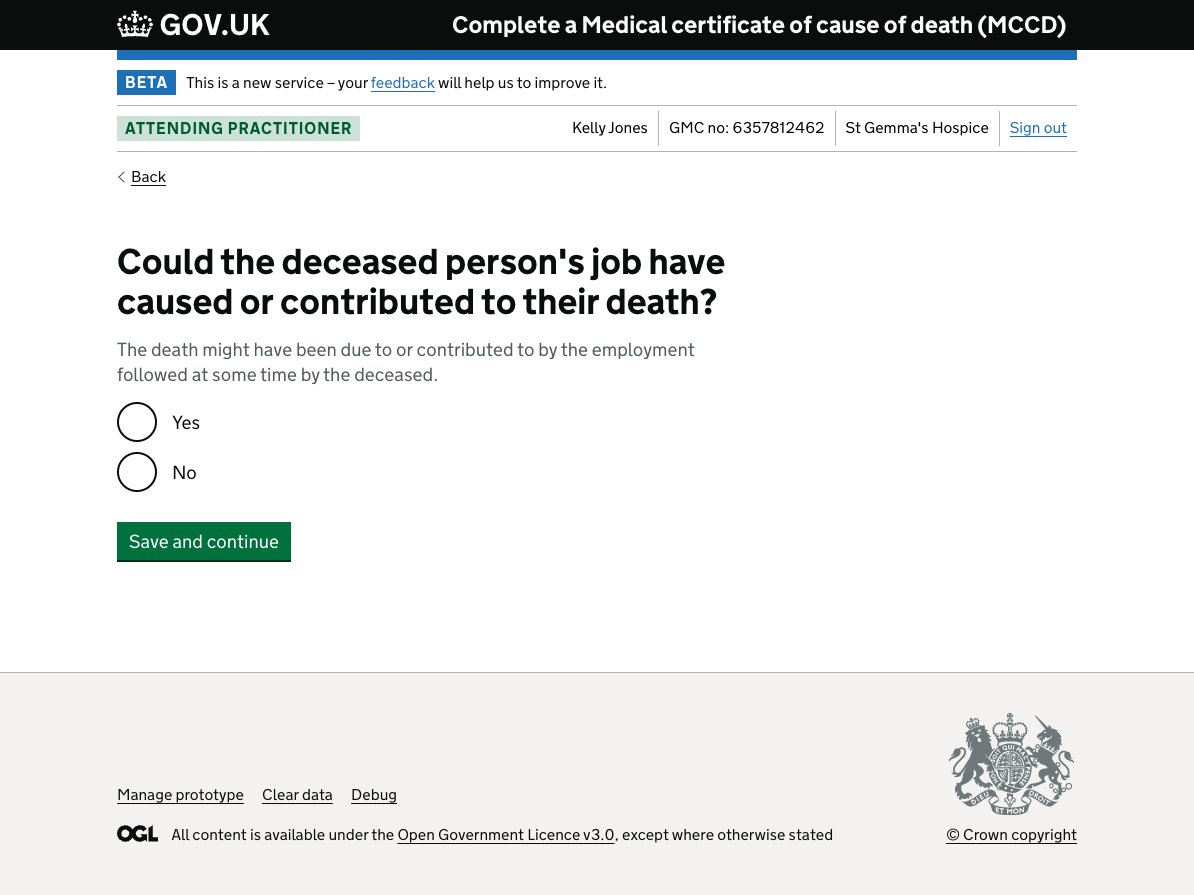 GOV.UK Complete a Medical certificate of cause of death (MCCD)
BETA This is a new service – your feedback will help us to improve it.
ATTENDING PRACTITIONER Kelly Jones GMC no: 6357812462 St Gemma's Hospice Sign out
Back
Could the deceased person's job have
caused or contributed to their death?
The death might have been due to or contributed to by the employment
followed at some time by the deceased.
Yes
No
Save and continue
Manage prototype Clear data Debug
OGL All content is available under the Open Government Licence v3.0, except where otherwise stated
DIEU ET MON DROIT
© Crown copyright